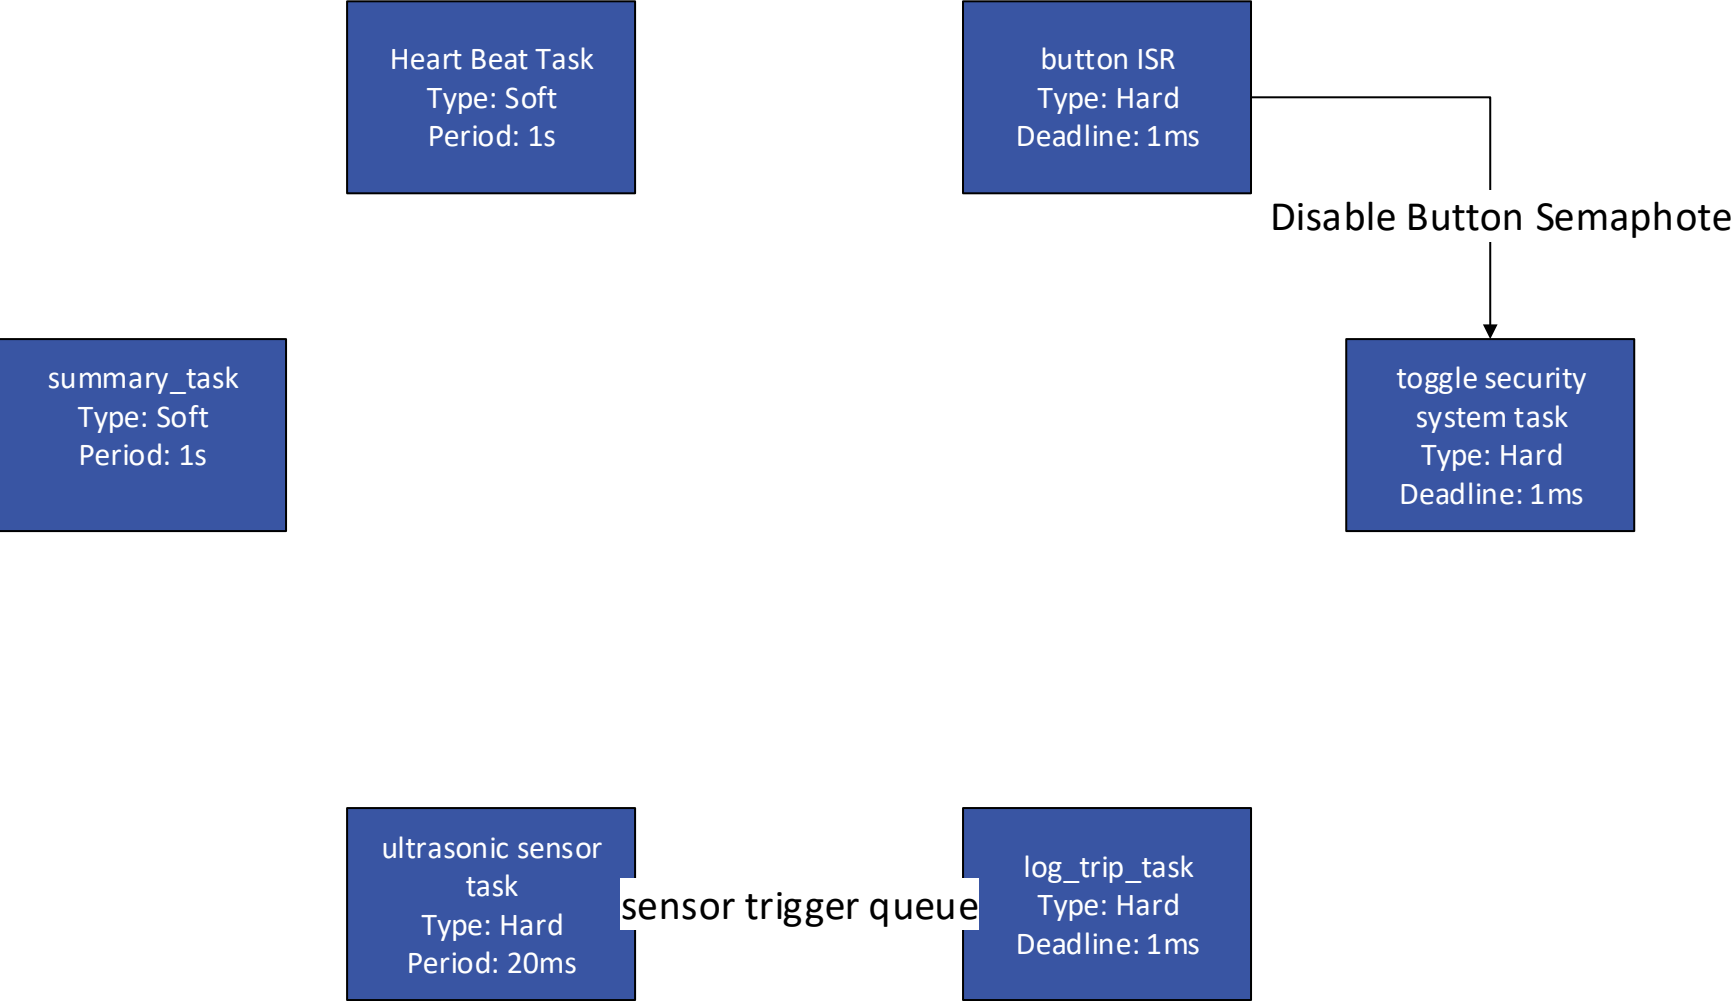 Heart Beat Task
Type: Soft
Period: 1s
button ISR
Type: Hard
Deadline: 1ms
Disable Button Semaphote
summary_task
Type: Soft
Period: 1s
toggle security
system task
Type: Hard
Deadline: 1ms
ultrasonic sensor
task
Type: Hard
Period: 20ms
sensor trigger queue
log_trip_task
Type: Hard
Deadline: 1ms